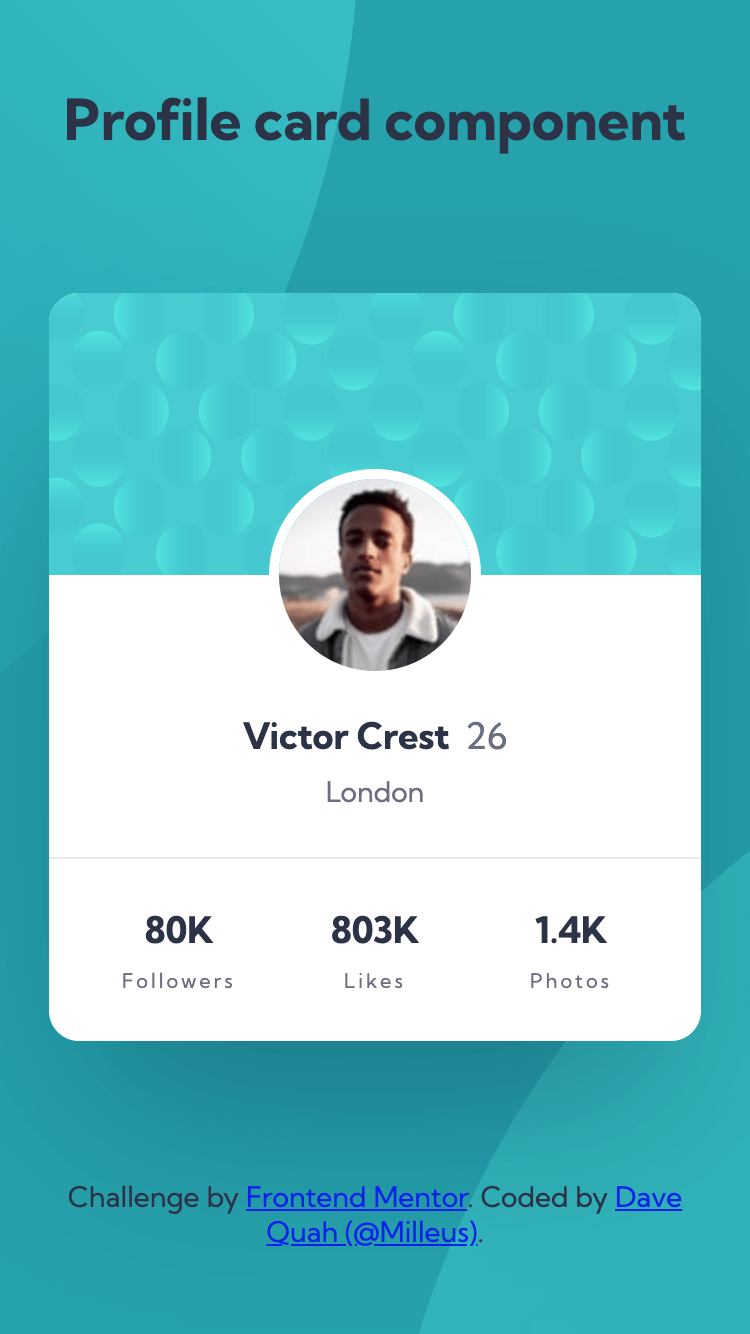 Profile card component
Victor Crest 26
London
80K 803K 1.4K
Followers Likes Photos
Challenge by Frontend Mentor. Coded by Dave
Quah (@Milleus).